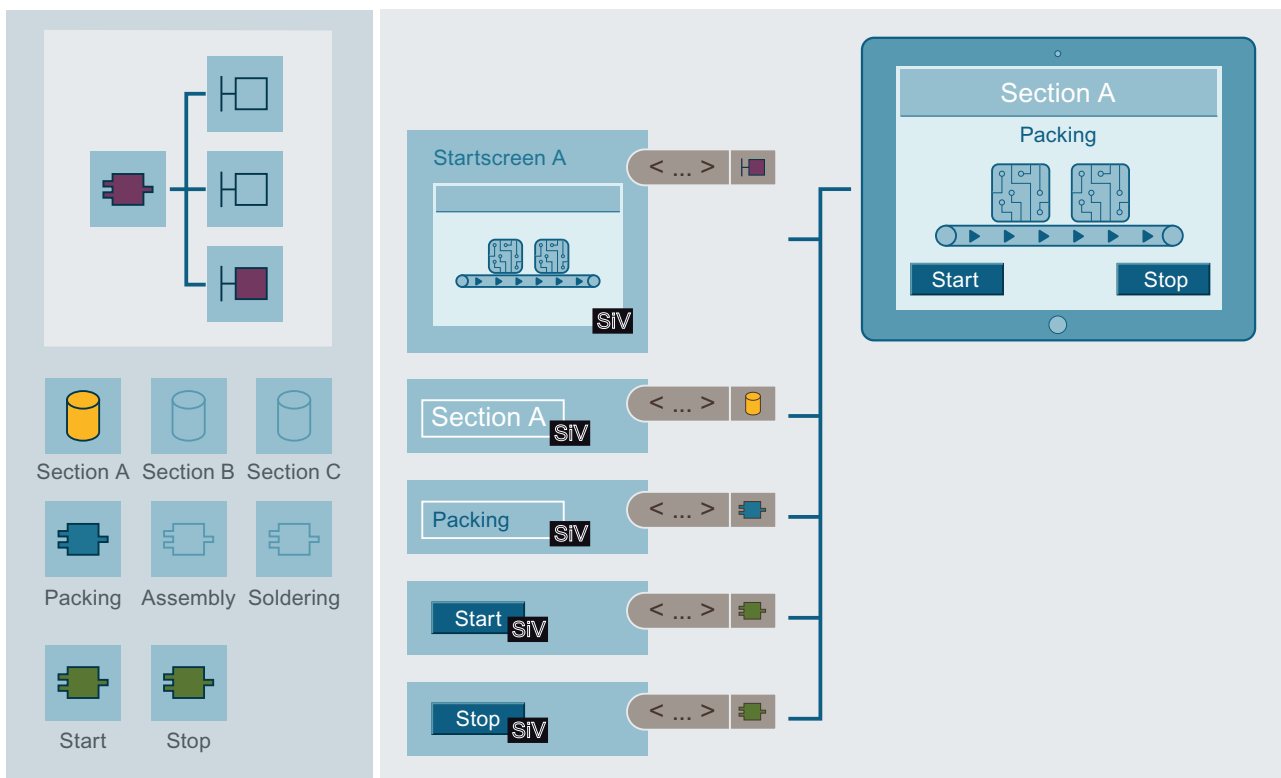 Section A Section B Section C
Packing Assembly Soldering
Start Stop
Startscreen A
< ... >
SiV
Section A
< ... >
SiV
Packing
< ... >
SiV
Start
< ... >
SiV
Stop
< ... >
SiV
Section A
Packing
Start Stop